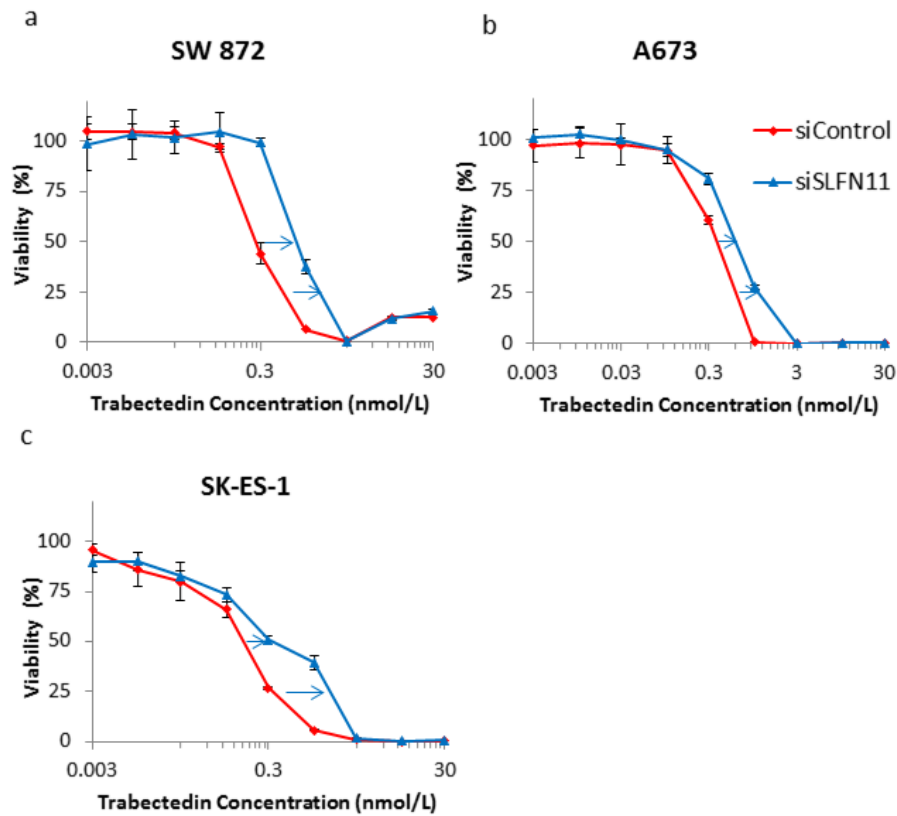 a
SW 872
100
75
50
25
0
Viability (%)
0.003
0.3
30
Trabectedin Concentration (nmol/L)
b
A673
siControl
siSLFN11
100
75
50
25
0
Viability (%)
0.003
0.03
0.3
3
30
Trabectedin Concentration (nmol/L)
c
SK-ES-1
100
75
50
25
0
Viability (%)
0.003
0.3
30
Trabectedin Concentration (nmol/L)